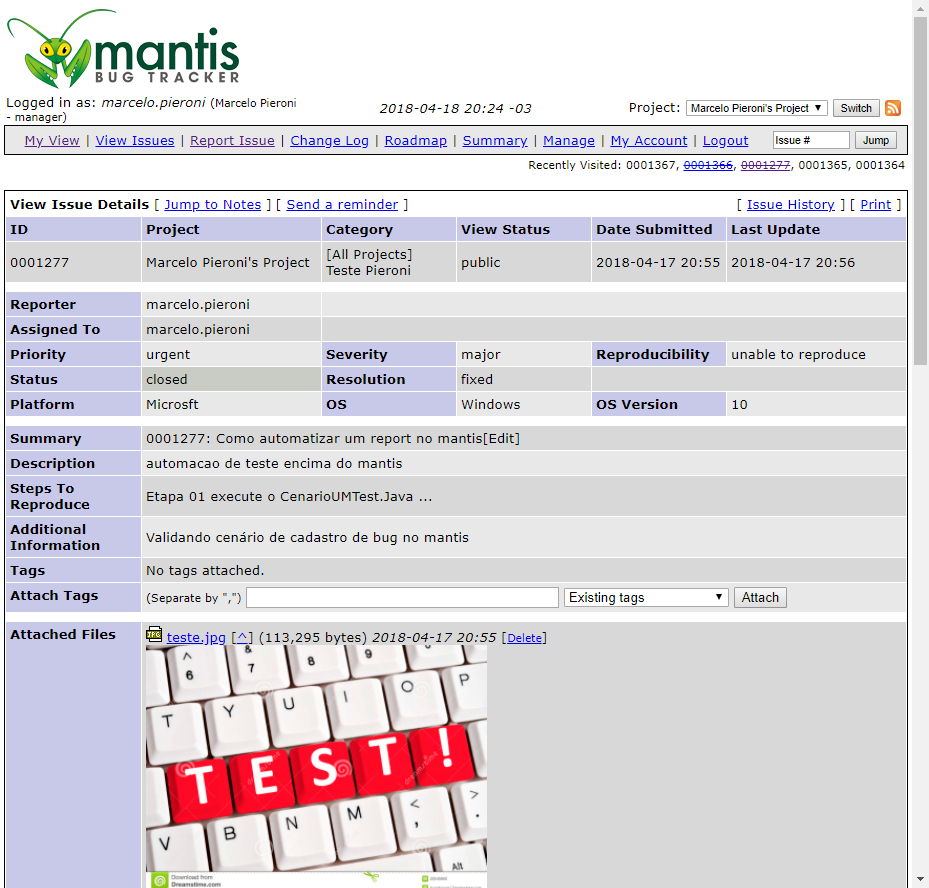 mantis
BUG TRACKER
Logged in as: marcelo.pieroni (Marcelo Pieroni - manager)
2018-04-18 20:24 -03
Project: Marcelo Pieroni's Project Switch
My View | View Issues | Report Issue | Change Log | Roadmap | Summary | Manage | My Account | Logout Issue # Jump
Recently Visited: 0001367, 0001366, 0001277, 0001365, 0001364
View Issue Details [ Jump to Notes ] [ Send a reminder ] [ Issue History ] [ Print ]
ID Project Category View Status Date Submitted Last Update
0001277 Marcelo Pieroni's Project [All Projects] Teste Pieroni public 2018-04-17 20:55 2018-04-17 20:56
Reporter marcelo.pieroni
Assigned To marcelo.pieroni
Priority urgent Severity major Reproducibility unable to reproduce
Status closed Resolution fixed
Platform Microsft OS Windows OS Version 10
Summary 0001277: Como automatizar um report no mantis[Edit]
Description automacao de teste encima do mantis
Steps To Reproduce Etapa 01 execute o CenarioUMTest.Java ...
Additional Information Validando cenário de cadastro de bug no mantis
Tags No tags attached.
Attach Tags (Separate by ",") Existing tags Attach
Attached Files teste.jpg [^] (113,295 bytes) 2018-04-17 20:55 [Delete]
^ 6 & 7 8 9
T Y U I O P
T E S T !
V B N M < , > .
Alt
Download from
Dreamstime.com